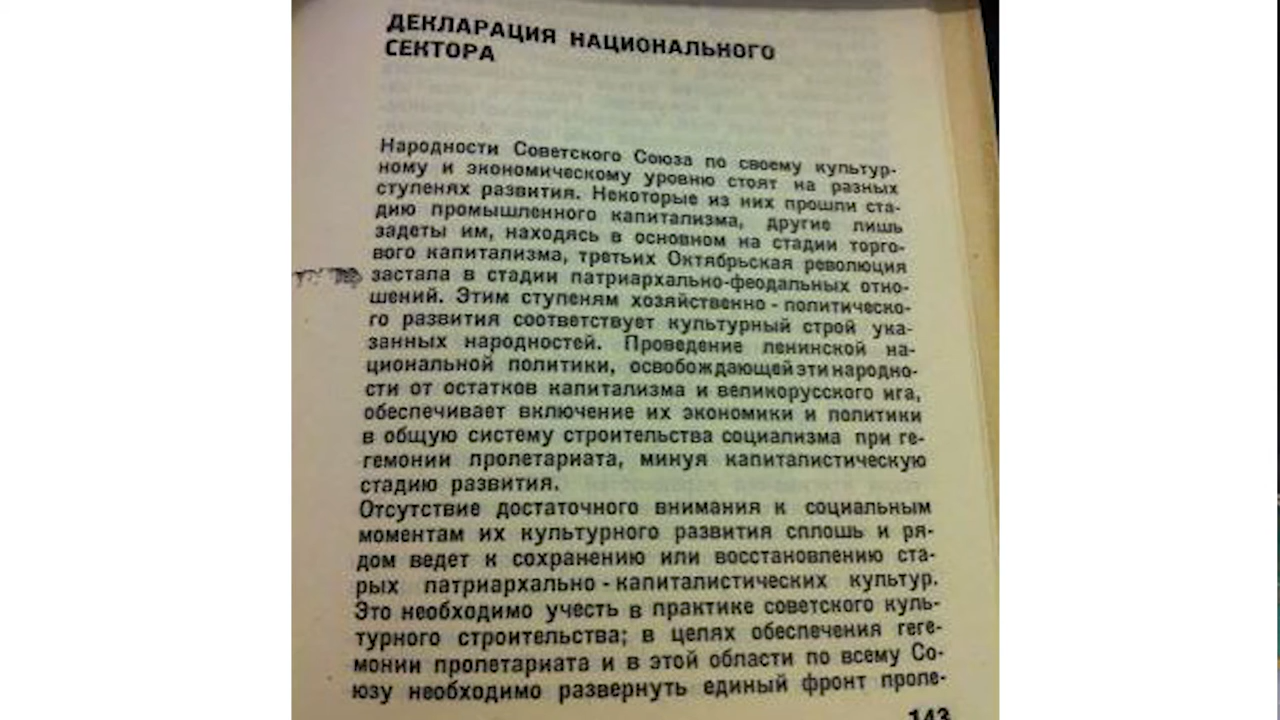 ДЕКЛАРАЦИЯ НАЦИОНАЛЬНОГО
СЕКТОРА
Народности Советского Союза по своему культур-
ному и экономическому уровню стоят на разных
ступенях развития. Некоторые из них прошли ста-
дию промышленного капитализма, другие лишь
задеты им, находясь в основном на стадии торго-
вого капитализма, третьих Октябрьская революция
застала в стадии патриархально-феодальных отно-
шений. Этим ступеням хозяйственно - политическо-
го развития соответствует культурный строй ука-
занных народностей. Проведение ленинской на-
циональной политики, освобождающей эти народно-
сти от остатков капитализма и великорусского ига,
обеспечивает включение их экономики и политики
в общую систему строительства социализма при ге-
гемонии пролетариата, минуя капиталистическую
стадию развития.
Отсутствие достаточного внимания к социальным
моментам их культурного развития сплошь и ря-
дом ведет к сохранению или восстановлению ста-
рых патриархально - капиталистических культур.
Это необходимо учесть в практике советского куль-
турного строительства; в целях обеспечения геге-
монии пролетариата и в этой области по всему Со-
юзу необходимо развернуть единый фронт проле-
143